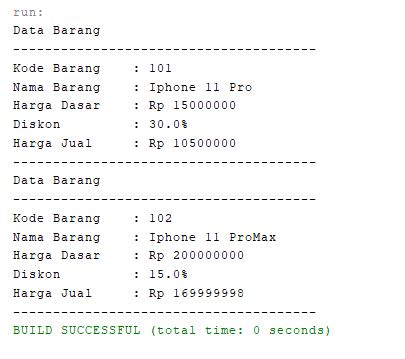 run:
Data Barang
--------------------------------------
Kode Barang    : 101
Nama Barang    : Iphone 11 Pro
Harga Dasar    : Rp 15000000
Diskon         : 30.0%
Harga Jual     : Rp 10500000
--------------------------------------
Data Barang
--------------------------------------
Kode Barang    : 102
Nama Barang    : Iphone 11 ProMax
Harga Dasar    : Rp 200000000
Diskon         : 15.0%
Harga Jual     : Rp 169999998
--------------------------------------
BUILD SUCCESSFUL (total time: 0 seconds)